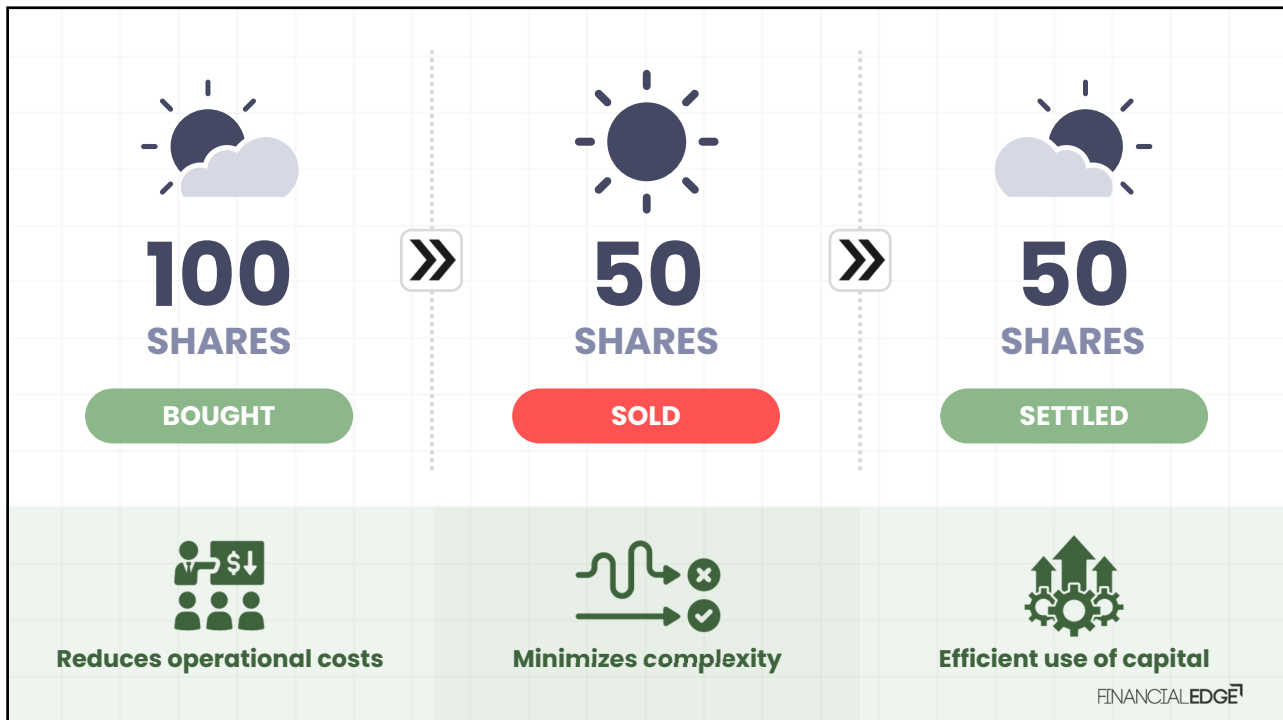 100
SHARES
BOUGHT
50
SHARES
SOLD
50
SHARES
SETTLED
$
Reduces operational costs
Minimizes complexity
Efficient use of capital
FINANCIALEDGE